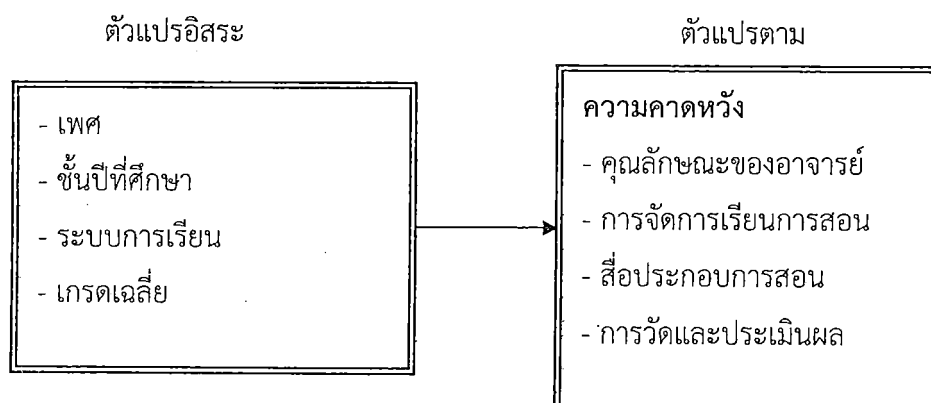 ตัวแปรอิสระ
- เพศ
- ชั้นปีที่ศึกษา
- ระบบการเรียน
- เกรดเฉลี่ย
ตัวแปรตาม
ความคาดหวัง
- คุณลักษณะของอาจารย์
- การจัดการเรียนการสอน
- สื่อประกอบการสอน
- การวัดและประเมินผล